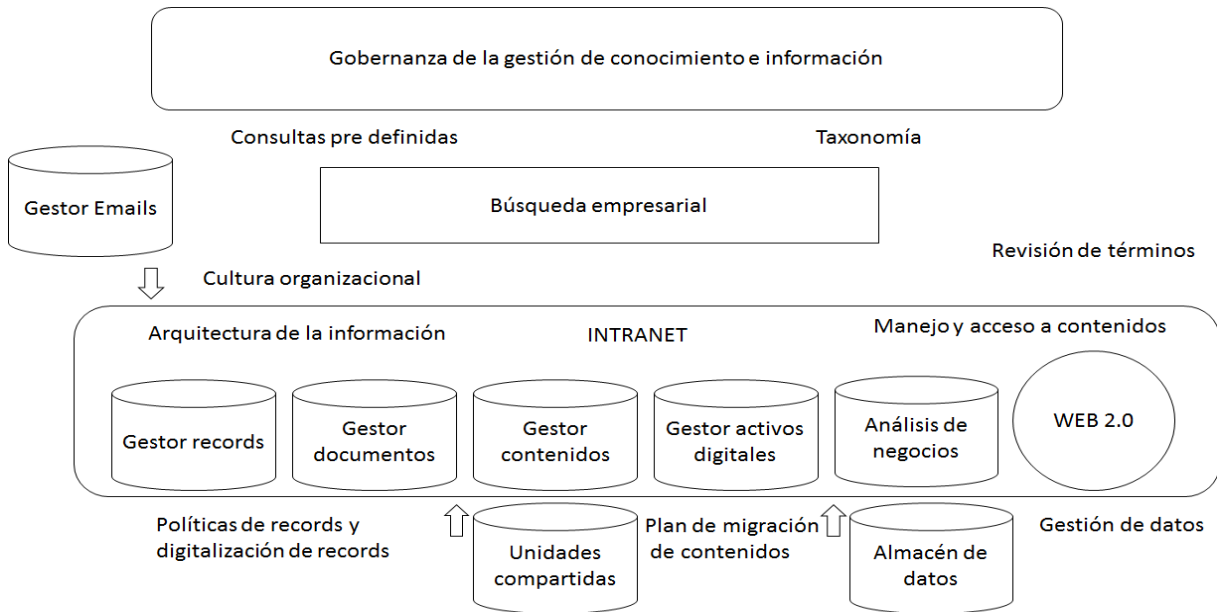 Gobernanza de la gestión de conocimiento e información
Consultas pre definidas
Taxonomía
Gestor Emails
Búsqueda empresarial
Revisión de términos
Cultura organizacional
Arquitectura de la información
INTRANET
Manejo y acceso a contenidos
Gestor records
Gestor
documentos
Gestor
contenidos
Gestor activos
digitales
Análisis de
negocios
WEB 2.0
Políticas de records y
digitalización de records
Unidades
compartidas
Plan de migración
de contenidos
Almacén de
datos
Gestión de datos